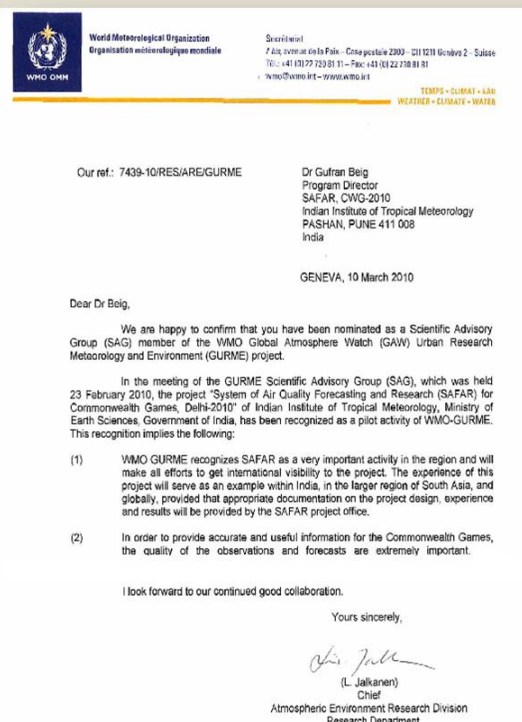 World Meteorological Organization
Organisation météorologique mondiale
WMO OMM
Secrétariat
7 bis, avenue de la Paix – Case postale 2300 – CH 1211 Genève 2 – Suisse
Tél.: +41 (0) 22 730 81 11 – Fax: +41 (0) 22 730 81 81
wmo@wmo.int – www.wmo.int
TEMPS • CLIMAT • EAU
WEATHER • CLIMATE • WATER
Our ref.: 7439-10/RES/ARE/GURME
Dr Gufran Beig
Program Director
SAFAR, CWG-2010
Indian Institute of Tropical Meteorology
PASHAN, PUNE 411 008
India
GENEVA, 10 March 2010
Dear Dr Beig,
We are happy to confirm that you have been nominated as a Scientific Advisory
Group (SAG) member of the WMO Global Atmosphere Watch (GAW) Urban Research
Meteorology and Environment (GURME) project.
In the meeting of the GURME Scientific Advisory Group (SAG), which was held
23 February 2010, the project "System of Air Quality Forecasting and Research (SAFAR) for
Commonwealth Games, Delhi-2010" of Indian Institute of Tropical Meteorology, Ministry of
Earth Sciences, Government of India, has been recognized as a pilot activity of WMO-GURME.
This recognition implies the following:
(1) WMO GURME recognizes SAFAR as a very important activity in the region and will
make all efforts to get international visibility to the project. The experience of this
project will serve as an example within India, in the larger region of South Asia, and
globally, provided that appropriate documentation on the project design, experience
and results will be provided by the SAFAR project office.
(2) In order to provide accurate and useful information for the Commonwealth Games,
the quality of the observations and forecasts are extremely important.
I look forward to our continued good collaboration.
Yours sincerely,
(L. Jalkanen)
Chief
Atmospheric Environment Research Division
Research Department